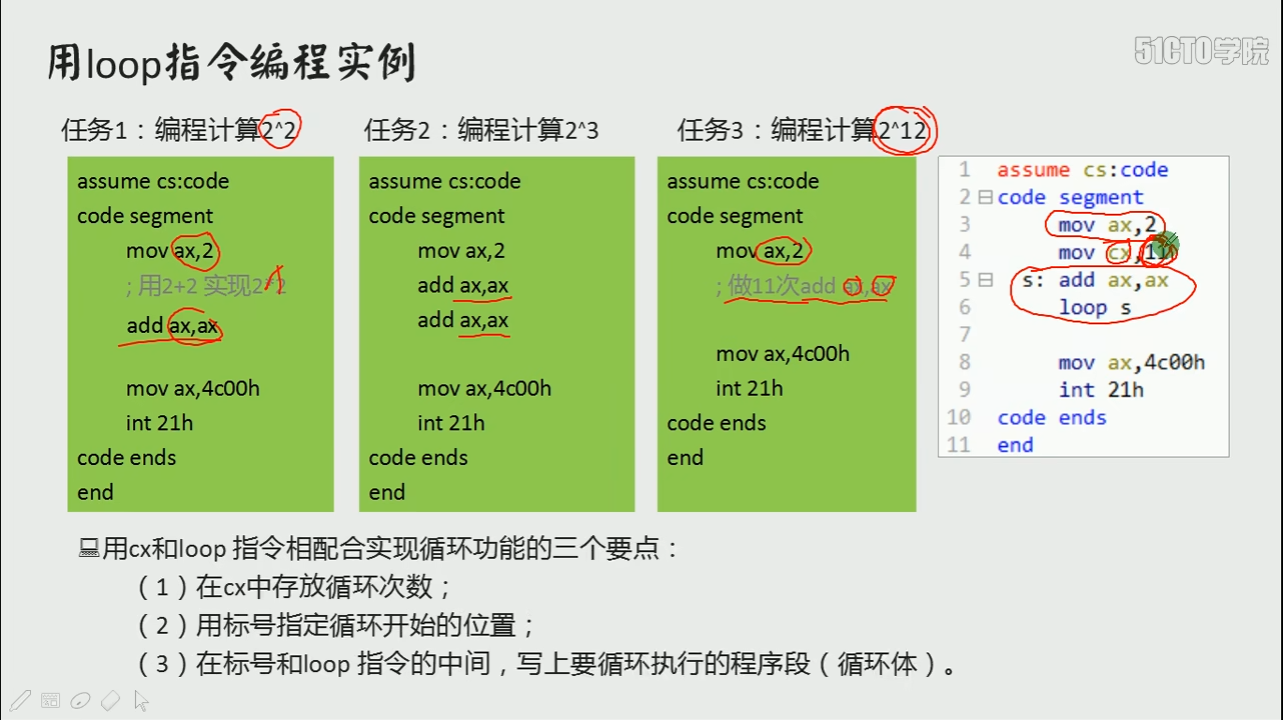 用loop指令编程实例
51CTO学院
任务1：编程计算2^2
assume cs:code
code segment
mov ax,2
; 用2+2 实现2*2
add ax,ax
mov ax,4c00h
int 21h
code ends
end
任务2：编程计算2^3
assume cs:code
code segment
mov ax,2
add ax,ax
add ax,ax
mov ax,4c00h
int 21h
code ends
end
任务3：编程计算2^12
assume cs:code
code segment
mov ax,2
; 做11次add ax,ax
mov ax,4c00h
int 21h
code ends
end
1 assume cs:code
2 code segment
3 mov ax,2
4 mov cx,11
5 s: add ax,ax
6 loop s
7
8 mov ax,4c00h
9 int 21h
10 code ends
11 end
用cx和loop 指令相配合实现循环功能的三个要点：
（1）在cx中存放循环次数；
（2）用标号指定循环开始的位置；
（3）在标号和loop 指令的中间，写上要循环执行的程序段（循环体）。